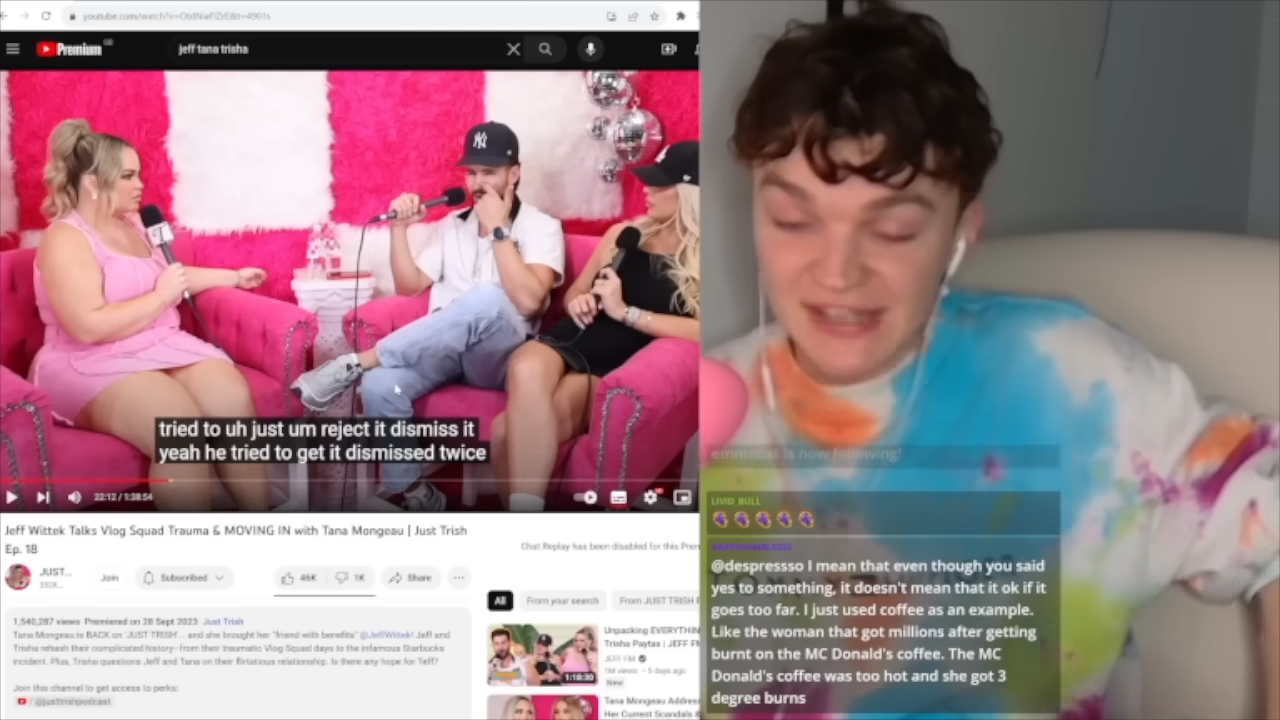 youtube.com/watch?v=
Premium
jeff tana trisha
tried to uh just um reject it dismiss it
yeah he tried to get it dismissed twice
22:12 / 1:38:54
Jeff Wittek Talks Vlog Squad Trauma & MOVING IN with Tana Mongeau | Just Trish
Ep. 18
JUST...
Join
Subscribed
45K
1K
Share
Chat Replay has been disabled for this Prem
All
From your search
From JUST TRISH P
1,540,287 views Premiered on 28 Sept 2023 Just Trish
Tana Mongeau is BACK on 'JUST TRISH'... and she brought her "friend with benefits" @JeffWittek! Jeff and
Trisha rehash their complicated history--from their traumatic Vlog Squad days to the infamous Starbucks
incident. Plus, Trisha questions Jeff and Tana on their flirtatious relationship. Is there any hope for Teff?
Join this channel to get access to perks:
/ @justtrishpodcast
Unpacking EVERYTHIN
Trisha Paytas | JEFF FM
JEFF FM
1M views • 5 days ago
New
1:18:30
Tana Mongeau Addres
Her Current Scandals &
is now following!
LIVID BULL
@despressso I mean that even though you said
yes to something, it doesn't mean that it ok if it
goes too far. I just used coffee as an example.
Like the woman that got millions after getting
burnt on the MC Donald's coffee. The MC
Donald's coffee was too hot and she got 3
degree burns